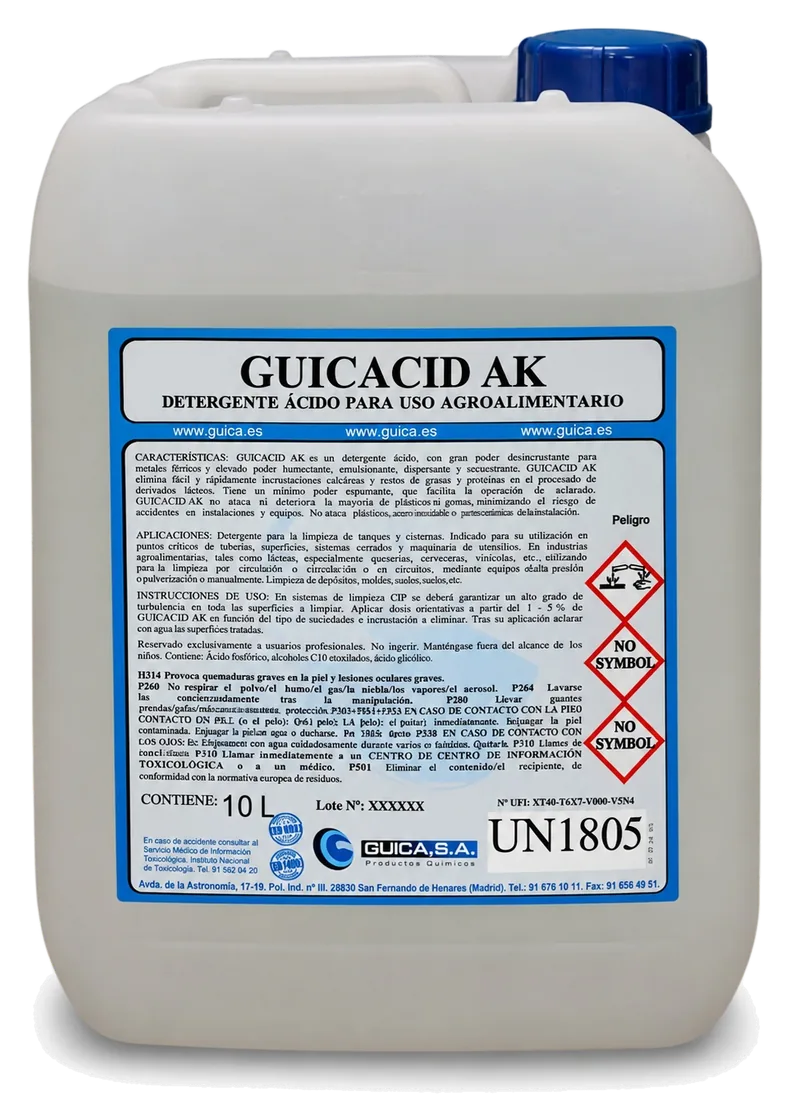 GUICACID AK
DETERGENTE ÁCIDO PARA USO AGROALIMENTARIO
www.guica.es www.guica.es www.guica.es
CARACTERÍSTICAS: GUICACID AK es un detergente ácido, con gran poder desincrustante para
metales férricos y elevado poder humectante, emulsionante, dispersante y secuestrante. GUICACID AK
elimina fácil y rápidamente incrustaciones calcáreas y restos de grasas y proteínas en el procesado de
derivados lácteos. Tiene un mínimo poder espumante, que facilita la operación de aclarado.
GUICACID AK no ataca ni deteriora la mayoria de plásticos ni gomas, minimizando el riesgo de
accidentes en instalaciones y equipos. No ataca plásticos, acero inoxidable o
Peligro
APLICACIONES: Detergente para la limpieza de tanques y cisternas. Indicado para su utilización en
puntos críticos de tuberias, superficies, sistemas cerrados y maquinaria de utensilios. En industrias
agroalimentarias, tales como lácteas, especialmente queserías, cerveceras, vinícolas, etc.,
para la limpieza por circulación o en circuitos, mediante equipos presión
o pulverización o manualmente. Limpieza de depósitos, moldes, suelos, suelos, etc.
INSTRUCCIONES DE USO: En sistemas de limpieza CIP se deberá garantizar un alto grado de
turbulencia en toda las superficies a limpiar. Aplicar dosis orientativas a partir del 1 - 5 % de
GUICACID AK en función del tipo de suciedades e incrustación a eliminar. Tras su aplicación aclarar
con agua las superfices tratadas.
NO
SYMBOL
Reservado exclusivamente a usuarios profesionales. No ingerir. Manténgase fuera del alcance de los
niños. Contiene: Ácido fosfórico, alcoholes C10 etoxilados, ácido glicólico.
H314 Provoca quemaduras graves en la piel y lesiones oculares graves.
P260 No respirar el polvo/el humo/el gas/la niebla/los vapores/el aerosol. P264 Lavarse
las tras la manipulación. P280 Llevar guantes
protección EN CASO DE CONTACTO CON LA
CONTACTO (o el pelo): inmediatamente. Enjuagar la piel
contaminada. Enjuagar la o ducharse. P338 EN CASO DE CONTACTO CON
LOS OJOS: con agua cuidadosamente durante varios P310
P310 Llamar inmediatamente a un CENTRO DE CENTRO DE INFORMACIÓN
TOXICOLÓGICA o a un médico. P501 Eliminar el contenido/el recipiente, de
conformidad con la normativa europea de residuos.
NO
SYMBOL
CONTIENE: 10 L
Lote Nº: XXXXXX
Nº UFI: XT40-T6X7-V000-V5N4
UN1805
En caso de accidente consultar al
Servicio Médico de Información
Toxicológica. Instituto Nacional
de Toxicología. Tel. 91 562 04 20
GUICA, S.A.
Productos Químicos
Avda. de la Astronomía, 17-19. Pol. Ind. nº III. 28830 San Fernando de Henares (Madrid). Tel.: 91 676 10 11. Fax: 91 656 49 51.